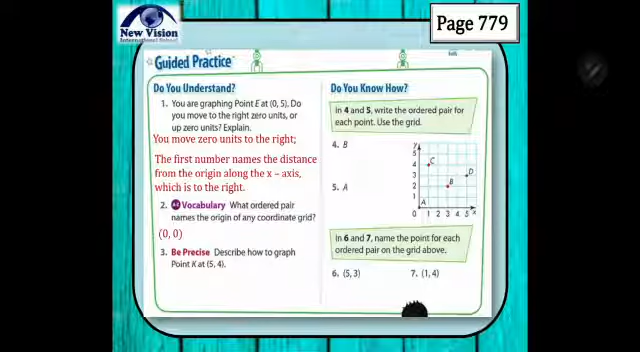 New Vision
International School
Page 779
Guided Practice
Do You Understand?
1. You are graphing Point E at (0, 5). Do
you move to the right zero units, or
up zero units? Explain.
You move zero units to the right;
The first number names the distance
from the origin along the x – axis,
which is to the right.
2. Vocabulary What ordered pair
names the origin of any coordinate grid?
(0, 0)
3. Be Precise Describe how to graph
Point K at (5, 4).
Do You Know How?
In 4 and 5, write the ordered pair for
each point. Use the grid.
4. B
5. A
y
5
4
3
2
1
0 1 2 3 4 5 x
C
D
B
A
In 6 and 7, name the point for each
ordered pair on the grid above.
6. (5, 3)
7. (1, 4)